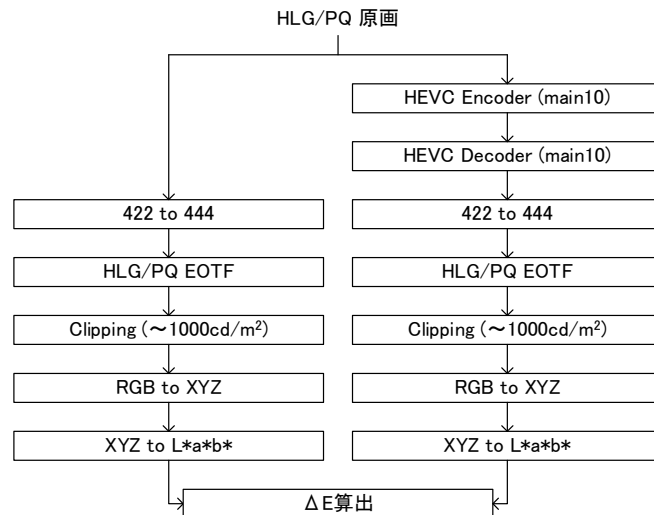 HLG/PQ 原画
HEVC Encoder (main10)
HEVC Decoder (main10)
422 to 444
422 to 444
HLG/PQ EOTF
HLG/PQ EOTF
Clipping (～1000cd/m²)
Clipping (～1000cd/m²)
RGB to XYZ
RGB to XYZ
XYZ to L*a*b*
XYZ to L*a*b*
ΔE算出